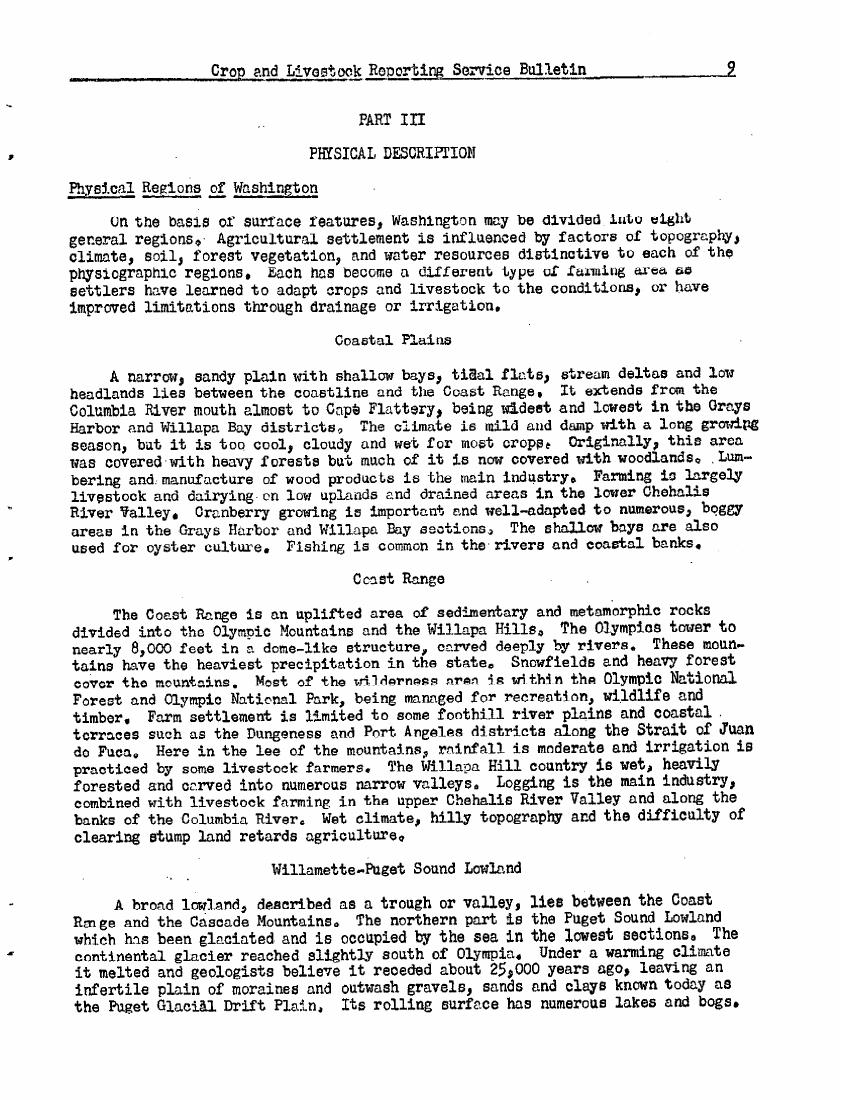 Crop and Livestock Reporting Service Bulletin 9
PART III
PHYSICAL DESCRIPTION
Physical Regions of Washington
On the basis of surface features, Washington may be divided into eight
general regions. Agricultural settlement is influenced by factors of topography,
climate, soil, forest vegetation, and water resources distinctive to each of the
physiographic regions. Each has become a different type of farming area as
settlers have learned to adapt crops and livestock to the conditions, or have
improved limitations through drainage or irrigation.
Coastal Plains
A narrow, sandy plain with shallow bays, tidal flats, stream deltas and low
headlands lies between the coastline and the Coast Range. It extends from the
Columbia River mouth almost to Cape Flattery, being widest and lowest in the Grays
Harbor and Willapa Bay districts. The climate is mild and damp with a long growing
season, but it is too cool, cloudy and wet for most crops. Originally, this area
was covered with heavy forests but much of it is now covered with woodlands. Lum-
bering and manufacture of wood products is the main industry. Farming is largely
livestock and dairying on low uplands and drained areas in the lower Chehalis
River Valley. Cranberry growing is important and well-adapted to numerous, boggy
areas in the Grays Harbor and Willapa Bay sections. The shallow bays are also
used for oyster culture. Fishing is common in the rivers and coastal banks.
Coast Range
The Coast Range is an uplifted area of sedimentary and metamorphic rocks
divided into the Olympic Mountains and the Willapa Hills. The Olympics tower to
nearly 8,000 feet in a dome-like structure, carved deeply by rivers. These moun-
tains have the heaviest precipitation in the state. Snowfields and heavy forest
cover the mountains. Most of the wilderness area is within the Olympic National
Forest and Olympic National Park, being managed for recreation, wildlife and
timber. Farm settlement is limited to some foothill river plains and coastal
terraces such as the Dungeness and Port Angeles districts along the Strait of Juan
de Fuca. Here in the lee of the mountains, rainfall is moderate and irrigation is
practiced by some livestock farmers. The Willapa Hill country is wet, heavily
forested and carved into numerous narrow valleys. Logging is the main industry,
combined with livestock farming in the upper Chehalis River Valley and along the
banks of the Columbia River. Wet climate, hilly topography and the difficulty of
clearing stump land retards agriculture.
Willamette-Puget Sound Lowland
A broad lowland, described as a trough or valley, lies between the Coast
Range and the Cascade Mountains. The northern part is the Puget Sound Lowland
which has been glaciated and is occupied by the sea in the lowest sections. The
continental glacier reached slightly south of Olympia. Under a warming climate
it melted and geologists believe it receded about 25,000 years ago, leaving an
infertile plain of moraines and outwash gravels, sands and clays known today as
the Puget Glacial Drift Plain. Its rolling surface has numerous lakes and bogs.